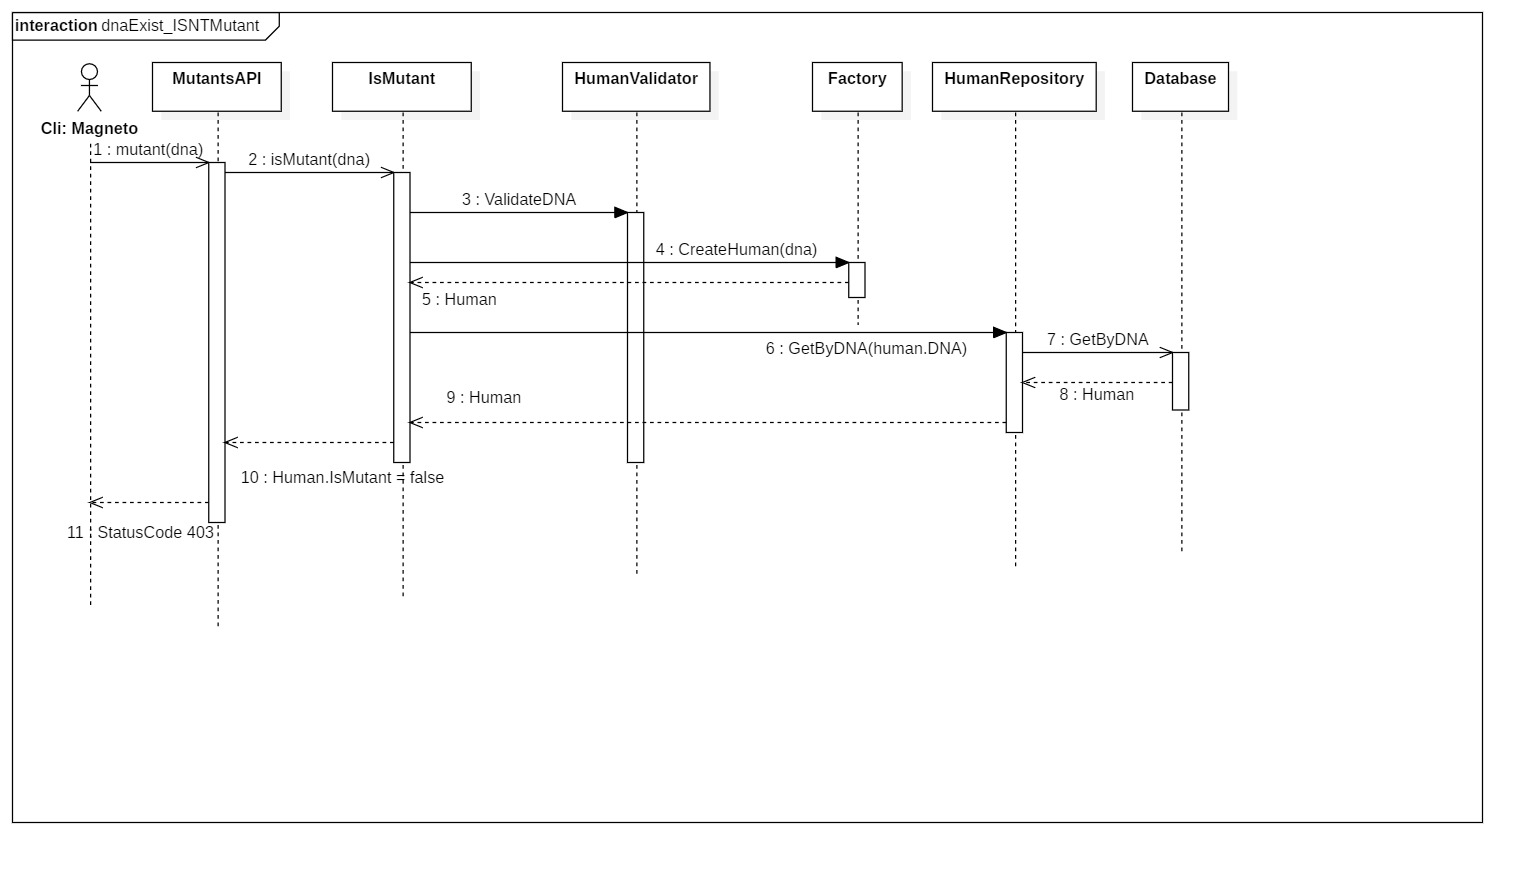 interaction dnaExist_ISNTMutant
MutantsAPI
IsMutant
HumanValidator
Factory
HumanRepository
Database
Cli: Magneto
1 : mutant(dna)
2 : isMutant(dna)
3 : ValidateDNA
4 : CreateHuman(dna)
5 : Human
6 : GetByDNA(human.DNA)
7 : GetByDNA
8 : Human
9 : Human
10 : Human.IsMutant = false
11 : StatusCode 403